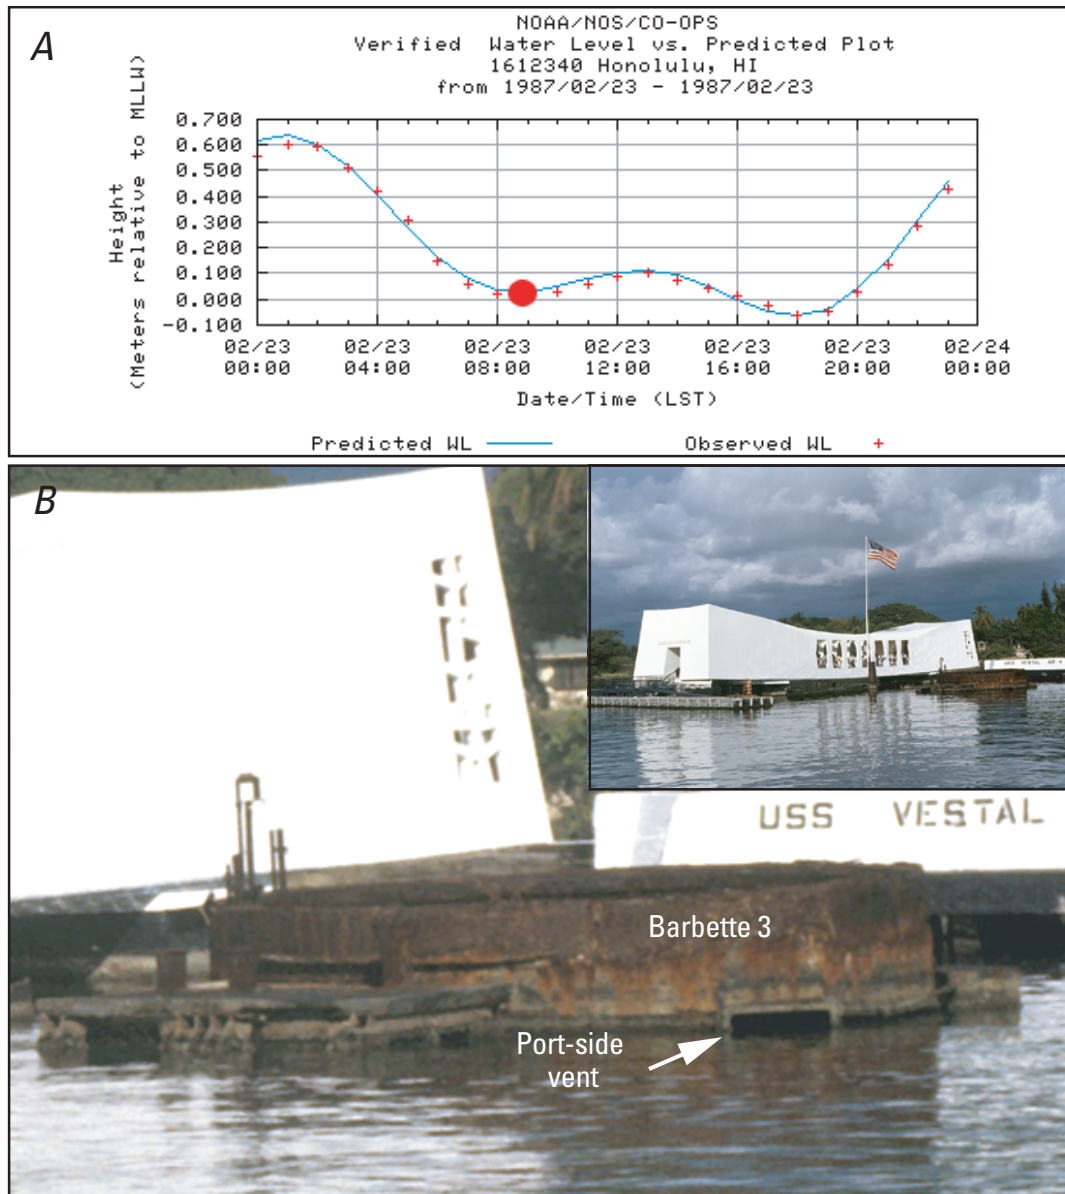 A
NOAA/NOS/CO-OPS
Verified Water Level vs. Predicted Plot
1612340 Honolulu, HI
from 1987/02/23 - 1987/02/23
Height
(Meters relative to MLLW)
0.700
0.600
0.500
0.400
0.300
0.200
0.100
0.000
-0.100
02/23 02/23 02/23 02/23 02/23 02/23 02/24
00:00 04:00 08:00 12:00 16:00 20:00 00:00
Date/Time (LST)
Predicted WL Observed WL
B
USS VESTAL AR-4
USS VESTAL
Barbette 3
Port-side
vent